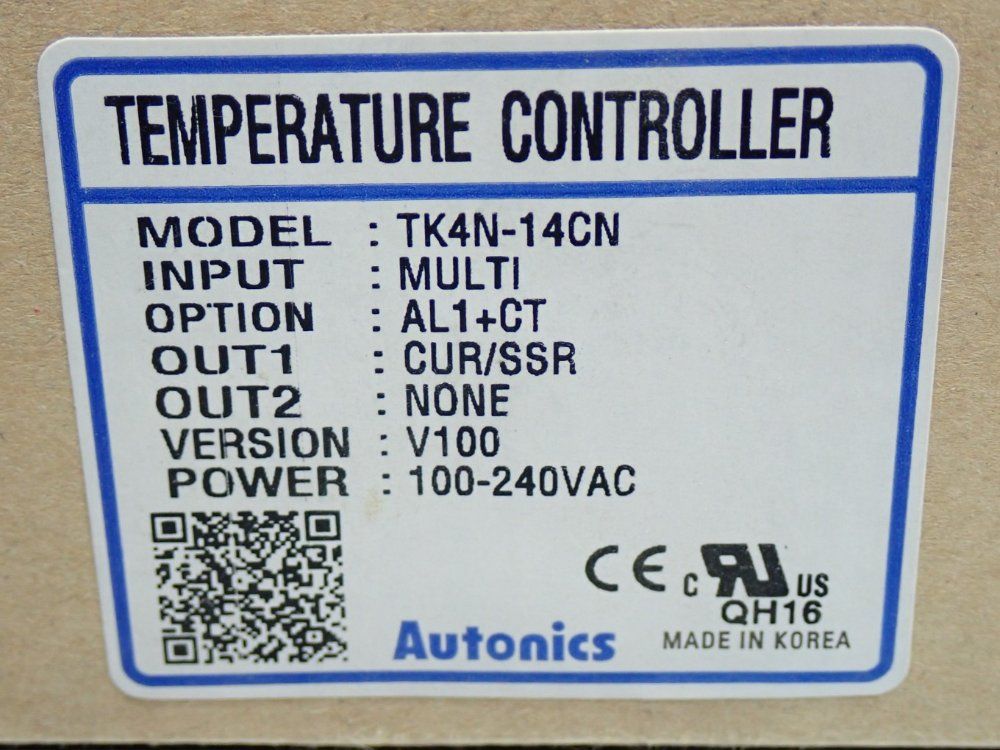 TEMPERATURE CONTROLLER
MODEL : TK4N-14CN
INPUT : MULTI
OPTION : AL1+CT
OUT1 : CUR/SSR
OUT2 : NONE
VERSION : V100
POWER : 100-240VAC
CE c RU US
QH16
Autonics MADE IN KOREA